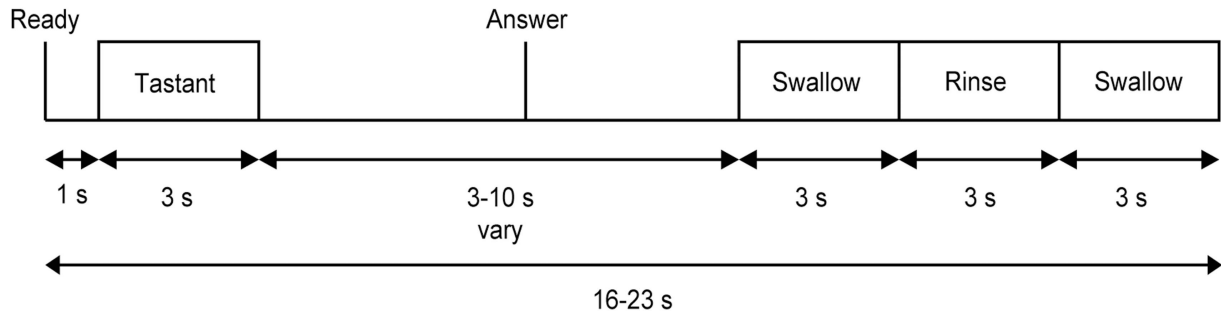 Ready
Answer
Tastant
Swallow
Rinse
Swallow
1 s
3 s
3-10 s
vary
3 s
3 s
3 s
16-23 s